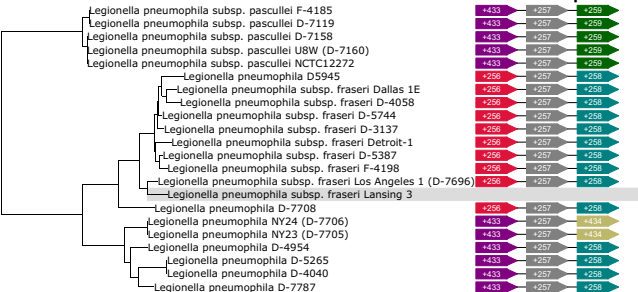 Legionella pneumophila subsp. pascullei F-4185 +433 +257 +259
Legionella pneumophila subsp. pascullei D-7119 +433 +257 +259
Legionella pneumophila subsp. pascullei D-7158 +433 +257 +259
Legionella pneumophila subsp. pascullei U8W (D-7160) +433 +257 +259
Legionella pneumophila subsp. pascullei NCTC12272 +433 +257 +259
Legionella pneumophila D5945 +256 +257 +258
Legionella pneumophila subsp. fraseri Dallas 1E +256 +257 +258
Legionella pneumophila subsp. fraseri D-4058 +256 +257 +258
Legionella pneumophila subsp. fraseri D-5744 +256 +257 +258
Legionella pneumophila subsp. fraseri D-3137 +256 +257 +258
Legionella pneumophila subsp. fraseri Detroit-1 +256 +257 +258
Legionella pneumophila subsp. fraseri D-5387 +256 +257 +258
Legionella pneumophila subsp. fraseri F-4198 +256 +257 +258
Legionella pneumophila subsp. fraseri Los Angeles 1 (D-7696) +256 +257 +258
Legionella pneumophila subsp. fraseri Lansing 3
Legionella pneumophila D-7708 +256 +257 +258
Legionella pneumophila NY24 (D-7706) +433 +257 +434
Legionella pneumophila NY23 (D-7705) +433 +257 +434
Legionella pneumophila D-4954 +433 +257 +258
Legionella pneumophila D-5265 +433 +257 +258
Legionella pneumophila D-4040 +433 +257 +258
Legionella pneumophila D-7787 +433 +257 +258